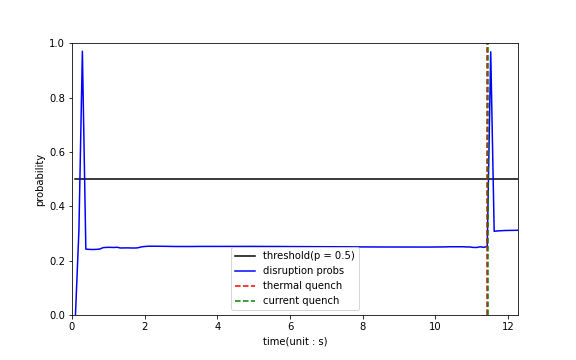 1.0
0.8
0.6
0.4
0.2
0.0
probability
threshold(p = 0.5)
disruption probs
thermal quench
current quench
0 2 4 6 8 10 12
time(unit : s)